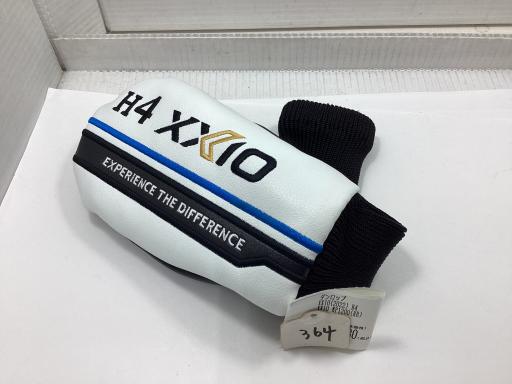 H4 XXIO
EXPERIENCE THE DIFFERENCE
ダンロップ
364